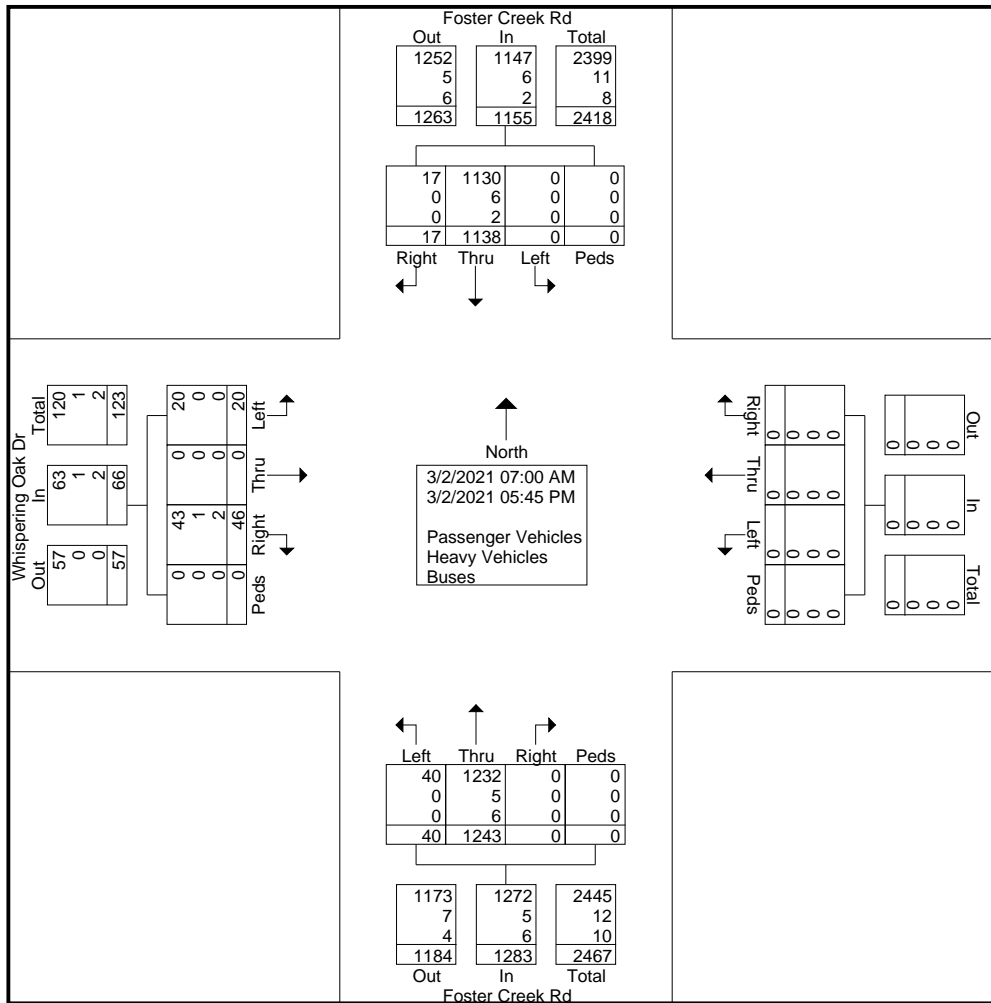 Foster Creek Rd
Out In Total
1252 1147 2399
5 6 11
6 2 8
1263 1155 2418
17 1130 0 0
0 6 0 0
0 2 0 0
17 1138 0 0
Right Thru Left Peds
Whispering Oak Dr
Total
120 1 2 123
In
63 1 2 66
Out
57 0 0 57
20 0 0 20
Left
0 0 0 0
Thru
43 1 2 46
Right
0 0 0 0
Peds
North
3/2/2021 07:00 AM
3/2/2021 05:45 PM
Passenger Vehicles
Heavy Vehicles
Buses
Right
0 0 0 0
Thru
0 0 0 0
Left
0 0 0 0
Peds
0 0 0 0
Out
0 0 0 0
In
0 0 0 0
Total
0 0 0 0
Left Thru Right Peds
40 1232 0 0
0 5 0 0
0 6 0 0
40 1243 0 0
1173 1272 2445
7 5 12
4 6 10
1184 1283 2467
Out In Total
Foster Creek Rd